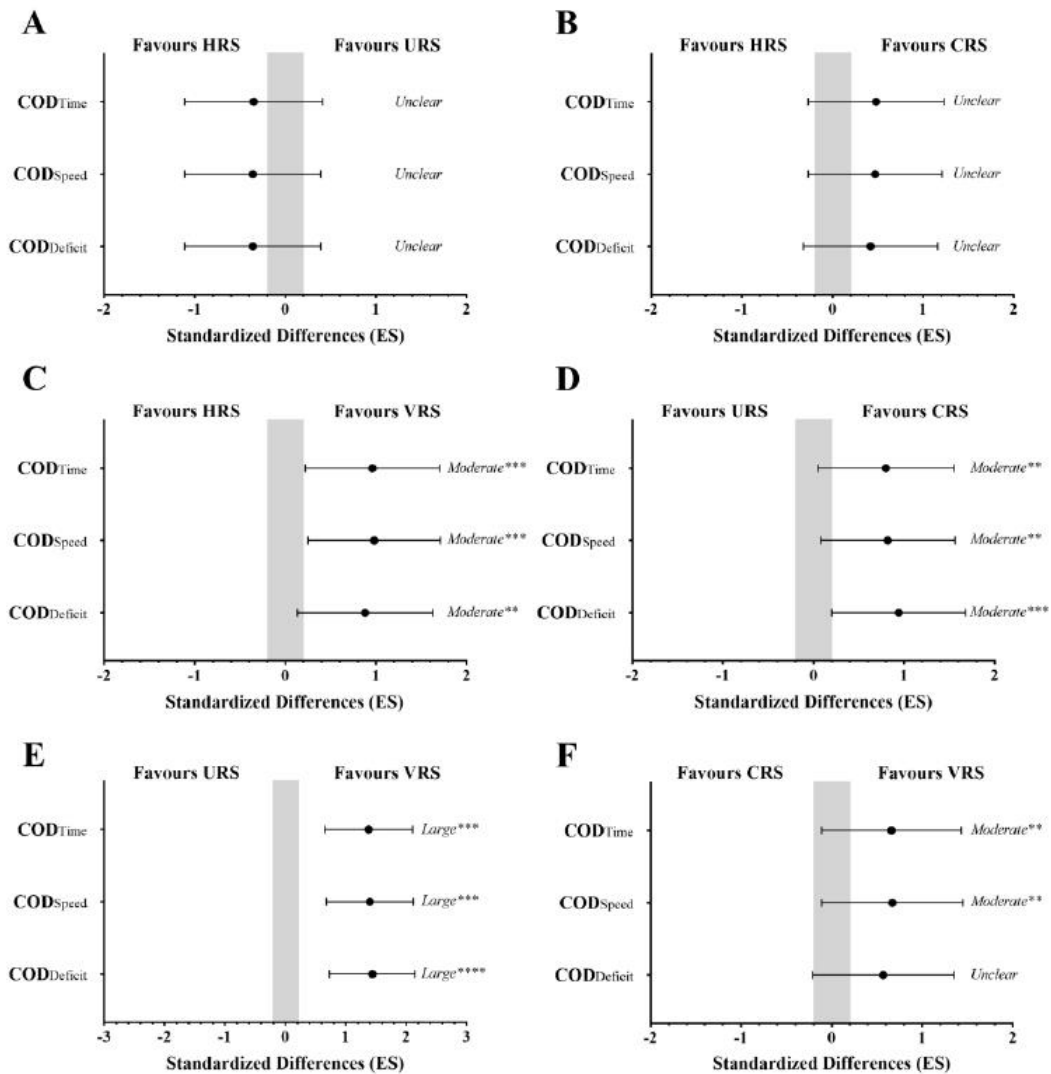 A
Favours HRS Favours URS
CODTime Unclear
CODSpeed Unclear
CODDeficit Unclear
-2 -1 0 1 2
Standardized Differences (ES)
B
Favours HRS Favours CRS
CODTime Unclear
CODSpeed Unclear
CODDeficit Unclear
-2 -1 0 1 2
Standardized Differences (ES)
C
Favours HRS Favours VRS
CODTime Moderate***
CODSpeed Moderate***
CODDeficit Moderate**
-2 -1 0 1 2
Standardized Differences (ES)
D
Favours URS Favours CRS
CODTime Moderate**
CODSpeed Moderate**
CODDeficit Moderate***
-2 -1 0 1 2
Standardized Differences (ES)
E
Favours URS Favours VRS
CODTime Large***
CODSpeed Large***
CODDeficit Large****
-3 -2 -1 0 1 2 3
Standardized Differences (ES)
F
Favours CRS Favours VRS
CODTime Moderate**
CODSpeed Moderate**
CODDeficit Unclear
-2 -1 0 1 2
Standardized Differences (ES)